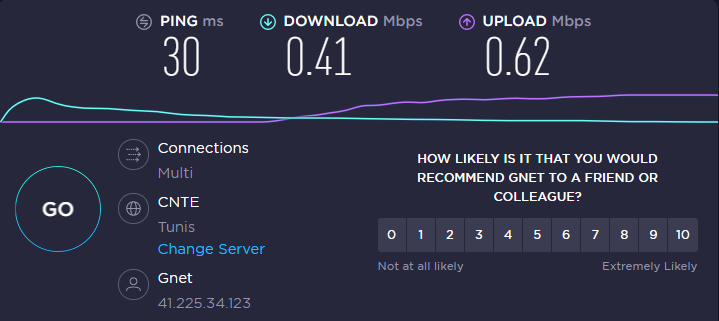 PING ms
DOWNLOAD Mbps
UPLOAD Mbps
30
0.41
0.62
GO
Connections
Multi
CNTE
Tunis
Change Server
Gnet
41.225.34.123
HOW LIKELY IS IT THAT YOU WOULD
RECOMMEND GNET TO A FRIEND OR
COLLEAGUE?
0 1 2 3 4 5 6 7 8 9 10
Not at all likely
Extremely Likely